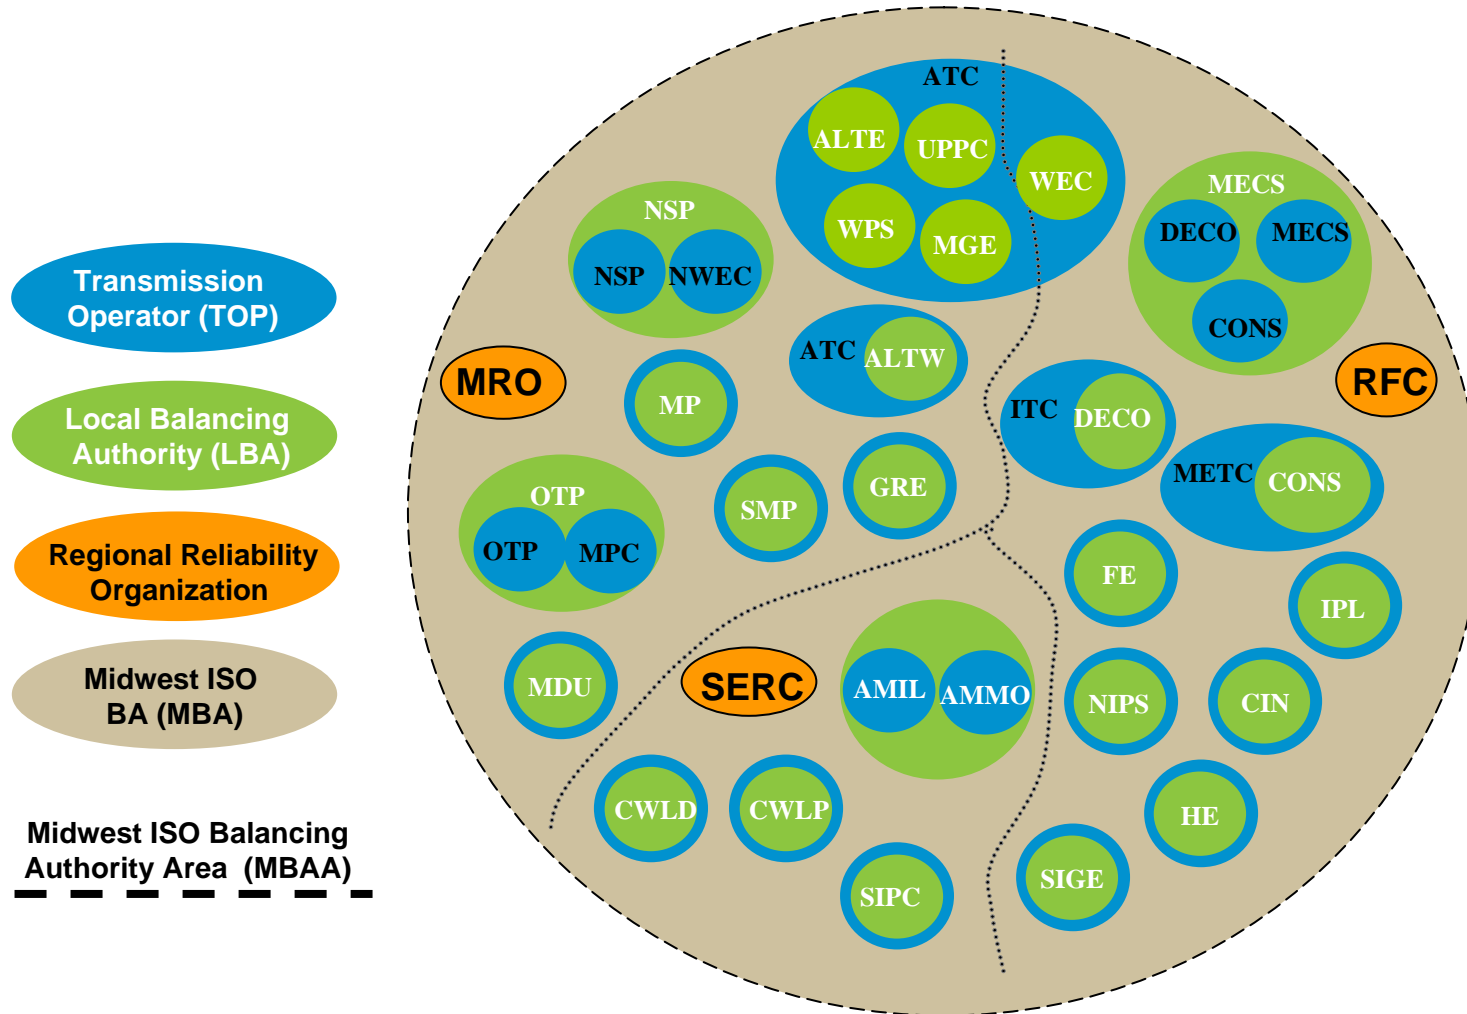 Transmission
Operator (TOP)
Local Balancing
Authority (LBA)
Regional Reliability
Organization
Midwest ISO
BA (MBA)
Midwest ISO Balancing
Authority Area (MBAA)
ATC
ALTE
UPPC
WEC
WPS
MGE
NSP
NSP
NWEC
MECS
DECO
MECS
CONS
MRO
ATC
ALTW
MP
RFC
ITC
DECO
METC
CONS
SMP
GRE
OTP
OTP
MPC
FE
IPL
MDU
SERC
AMIL
AMMO
NIPS
CIN
CWLD
CWLP
HE
SIPC
SIGE